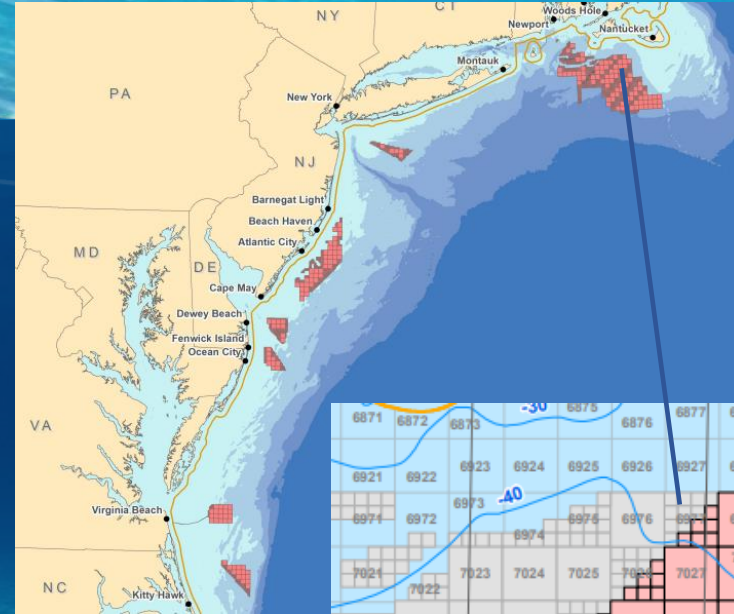 NY
CT
Woods Hole
Newport
Nantucket
Montauk
PA
New York
NJ
Barnegat Light
Beach Haven
Atlantic City
MD
DE
Cape May
Dewey Beach
Fenwick Island
Ocean City
VA
Virginia Beach
NC
Kitty Hawk
6871 6872 6873 -30 6875 6876 6877
6921 6922 6923 6924 6925 6926 6927
-40
6971 6972 6973 6974 6975 6976 6977
7021 7022 7023 7024 7025 7026 7027